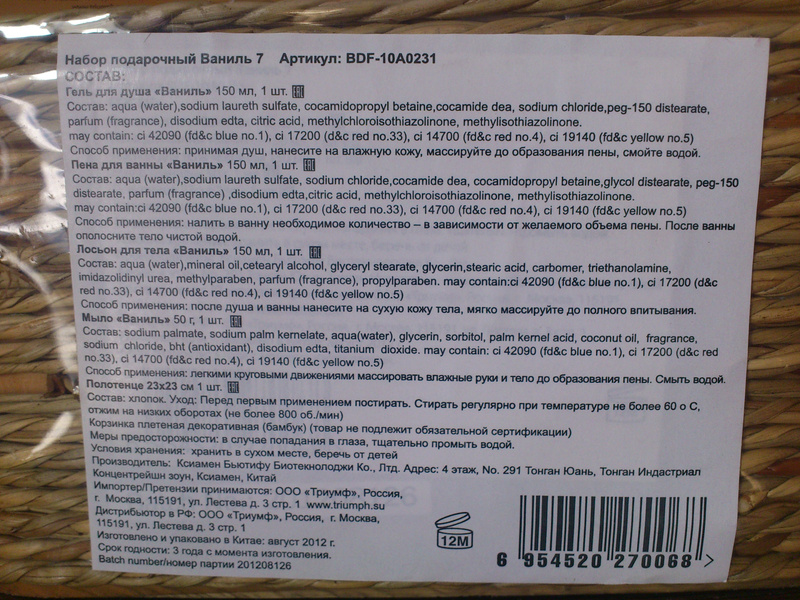 Набор подарочный Ваниль 7 Артикул: BDF-10A0231
СОСТАВ:
Гель для душа «Ваниль» 150 мл, 1 шт.
Состав: aqua (water),sodium laureth sulfate, cocamidopropyl betaine,cocamide dea, sodium chloride,peg-150 distearate,
parfum (fragrance), disodium edta, citric acid, methylchloroisothiazolinone, methylisothiazolinone.
may contain: ci 42090 (fd&c blue no.1), ci 17200 (d&c red no.33), ci 14700 (fd&c red no.4), ci 19140 (fd&c yellow no.5)
Способ применения: принимая душ, нанесите на влажную кожу, массируйте до образования пены, смойте водой.
Пена для ванны «Ваниль» 150 мл, 1 шт.
Состав: aqua (water),sodium laureth sulfate, sodium chloride,cocamide dea, cocamidopropyl betaine,glycol distearate, peg-150
distearate, parfum (fragrance) ,disodium edta,citric acid, methylchloroisothiazolinone, methylisothiazolinone.
may contain:ci 42090 (fd&c blue no.1), ci 17200 (d&c red no.33), ci 14700 (fd&c red no.4), ci 19140 (fd&c yellow no.5)
Способ применения: налить в ванну необходимое количество – в зависимости от желаемого объема пены. После ванны
ополосните тело чистой водой.
Лосьон для тела «Ваниль» 150 мл, 1 шт.
Состав: aqua (water),mineral oil,cetearyl alcohol, glyceryl stearate, glycerin,stearic acid, carbomer, triethanolamine,
imidazolidinyl urea, methylparaben, parfum (fragrance), propylparaben. may contain:ci 42090 (fd&c blue no.1), ci 17200 (d&c
red no.33), ci 14700 (fd&c red no.4), ci 19140 (fd&c yellow no.5)
Способ применения: после душа и ванны нанесите на сухую кожу тела, мягко массируйте до полного впитывания.
Мыло «Ваниль» 50 г, 1 шт.
Состав: sodium palmate, sodium palm kernelate, aqua(water), glycerin, sorbitol, palm kernel acid, coconut oil, fragrance,
sodium chloride, bht (antioxidant), disodium edta, titanium dioxide. may contain: ci 42090 (fd&c blue no.1), ci 17200 (d&c red
no.33), ci 14700 (fd&c red no.4), ci 19140 (fd&c yellow no.5)
Способ применения: легкими круговыми движениями массировать влажные руки и тело до образования пены. Смыть водой.
Полотенце 23х23 см 1 шт.
Состав: хлопок. Уход: Перед первым применением постирать. Стирать регулярно при температуре не более 60 о С,
отжим на низких оборотах (не более 800 об./мин)
Корзинка плетеная декоративная (бамбук) (товар не подлежит обязательной сертификации)
Меры предосторожности: в случае попадания в глаза, тщательно промыть водой.
Условия хранения: хранить в сухом месте, беречь от детей
Производитель: Ксиамен Бьютифу Биотекнолоджи Ко., Лтд. Адрес: 4 этаж, No. 291 Тонган Юань, Тонган Индастриал
Концентрейшн зоун, Ксиамен, Китай
Импортер/Претензии принимаются: ООО «Триумф», Россия,
г. Москва, 115191, ул. Лестева д. 3 стр. 1 www.triumph.su
Дистрибьютор в РФ: ООО «Триумф», Россия, г. Москва,
115191, ул. Лестева д. 3 стр. 1
Изготовлено и упаковано в Китае: август 2012 г.
Срок годности: 3 года с момента изготовления.
Batch number/номер партии 201208126
12M
6 954520 270068 >